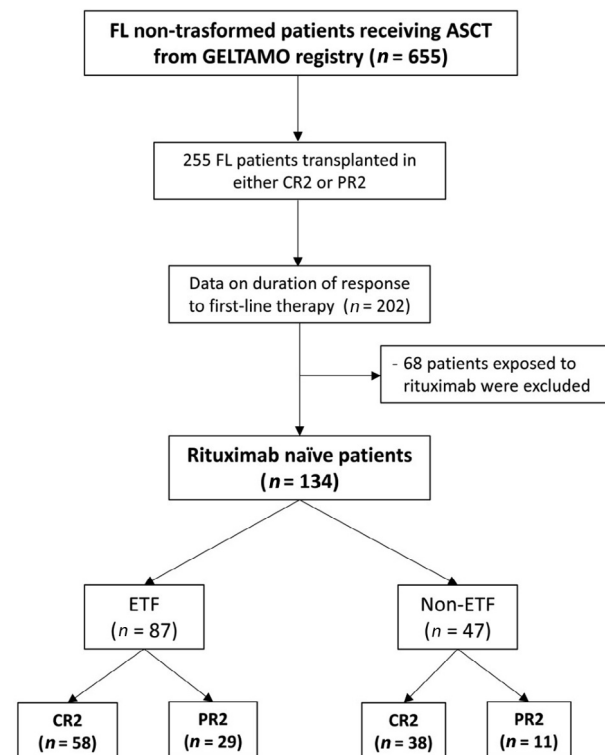 FL non-trasformed patients receiving ASCT
from GELTAMO registry (n = 655)
255 FL patients transplanted in
either CR2 or PR2
Data on duration of response
to first-line therapy (n = 202)
- 68 patients exposed to
rituximab were excluded
Rituximab naïve patients
(n = 134)
ETF
(n = 87)
Non-ETF
(n = 47)
CR2
(n = 58)
PR2
(n = 29)
CR2
(n = 38)
PR2
(n = 11)